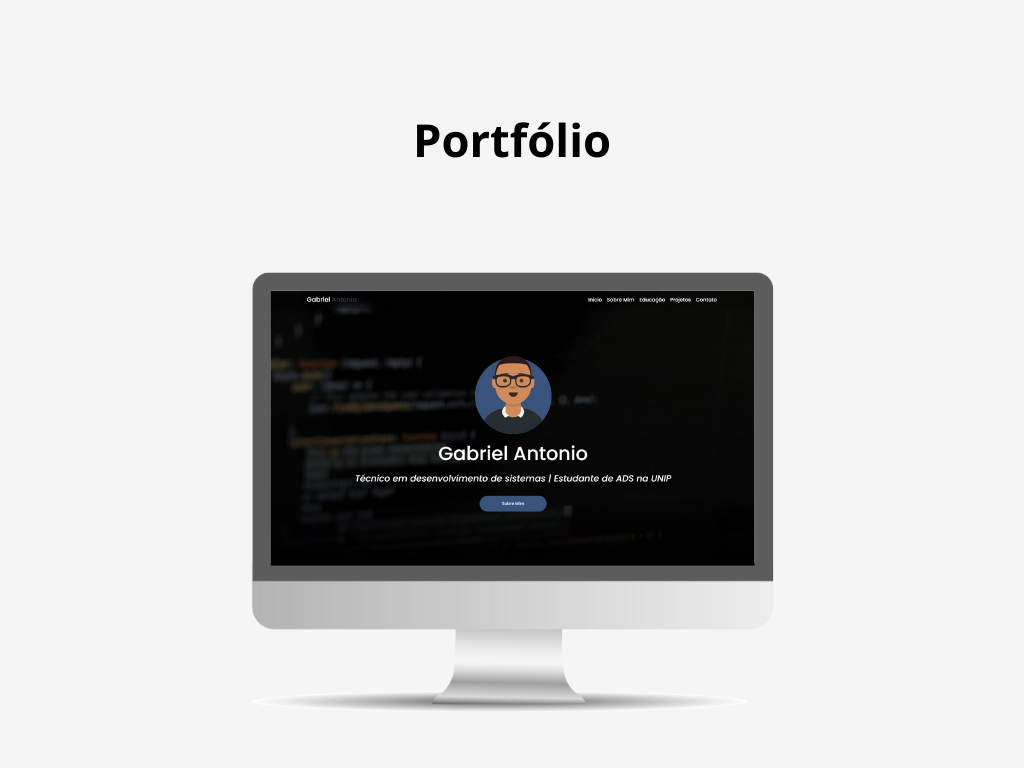 Portfólio
Gabriel Antonio
Início Sobre Mim Educação Projetos Contato
Gabriel Antonio
Técnico em desenvolvimento de sistemas | Estudante de ADS na UNIP
Sobre Mim